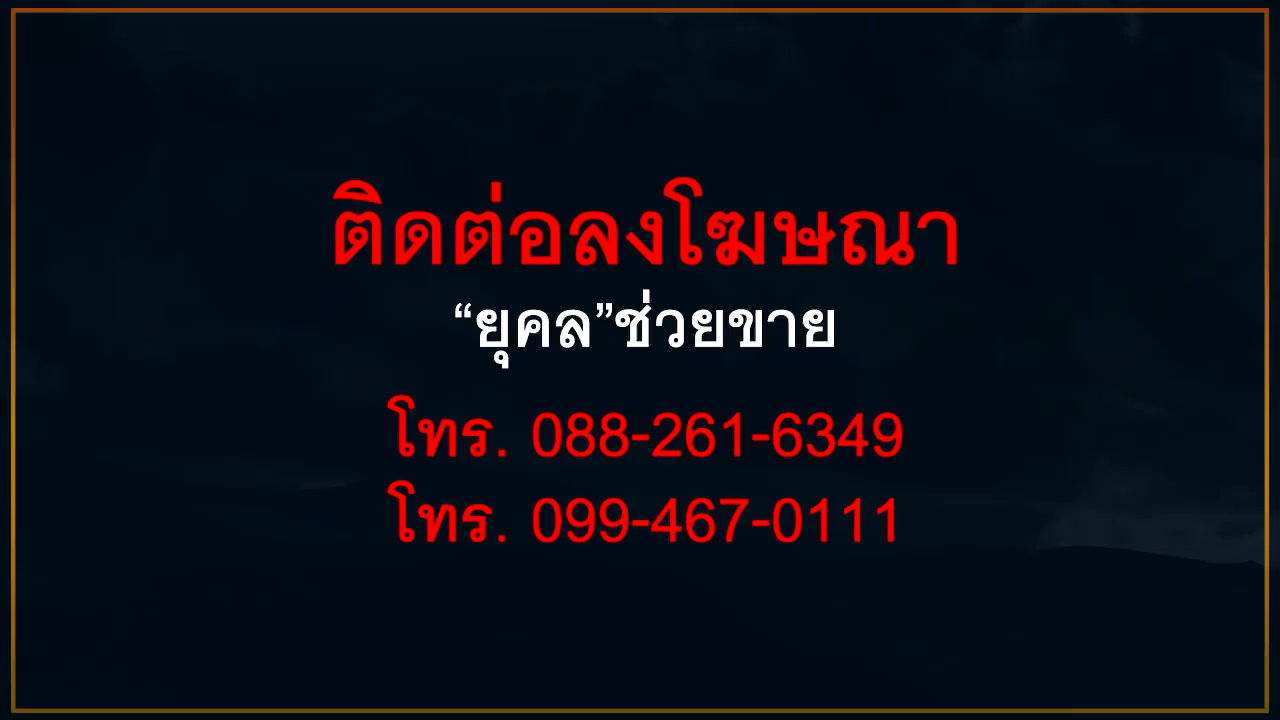 ติดต่อลงโฆษณา
“ยุคล”ช่วยขาย
โทร. 088-261-6349
โทร. 099-467-0111